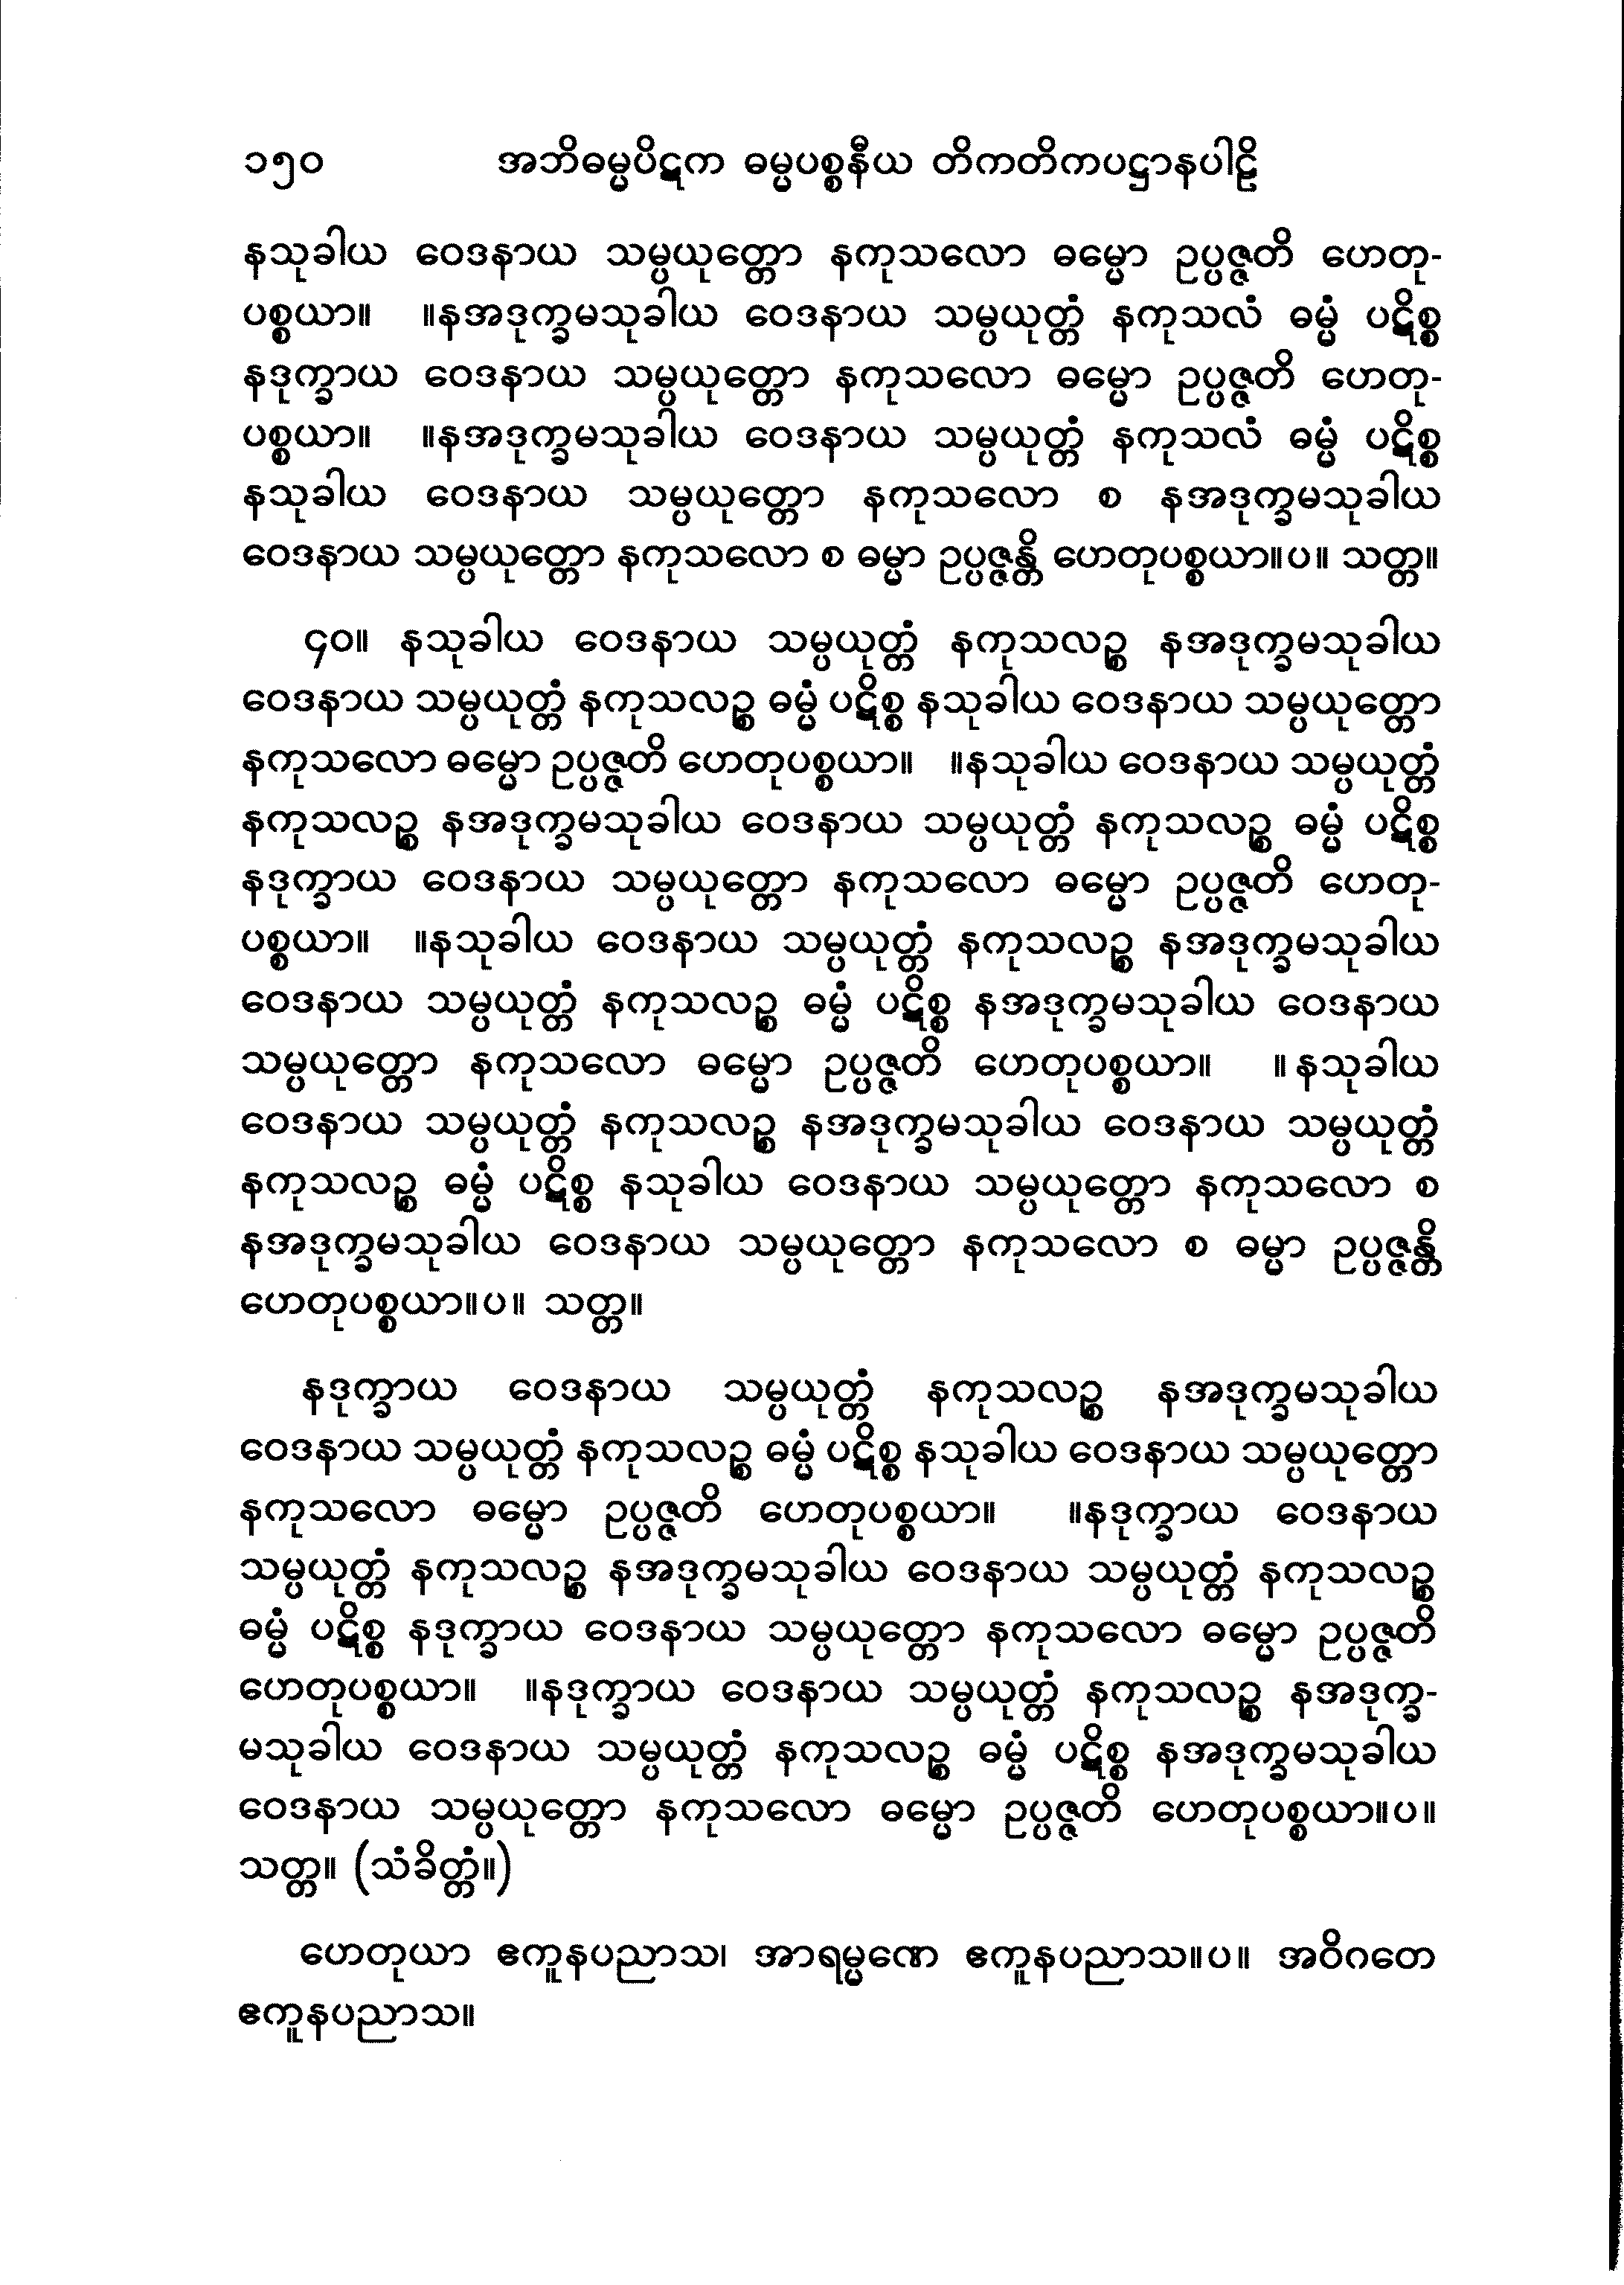 ၁၅၀ အဘိဓမ္မပိဋက ဓမ္မပစ္စနီယ တိကတိကပဋ္ဌာနပါဠိ
နသုခါယ ဝေဒနာယ သမ္ပယုတ္တော နကုသလော ဓမ္မော ဥပ္ပဇ္ဇတိ ဟေတု-
ပစ္စယာ။ ။နအဒုက္ခမသုခါယ ဝေဒနာယ သမ္ပယုတ္တံ နကုသလံ ဓမ္မံ ပဋိစ္စ
နဒုက္ခာယ ဝေဒနာယ သမ္ပယုတ္တော နကုသလော ဓမ္မော ဥပ္ပဇ္ဇတိ ဟေတု-
ပစ္စယာ။ ။နအဒုက္ခမသုခါယ ဝေဒနာယ သမ္ပယုတ္တံ နကုသလံ ဓမ္မံ ပဋိစ္စ
နသုခါယ ဝေဒနာယ သမ္ပယုတ္တော နကုသလော စ နအဒုက္ခမသုခါယ
ဝေဒနာယ သမ္ပယုတ္တော နကုသလော စ ဓမ္မာ ဥပ္ပဇ္ဇန္တိ ဟေတုပစ္စယာ။ပ။ သတ္တ။
၄၀။ နသုခါယ ဝေဒနာယ သမ္ပယုတ္တံ နကုသလဉ္စ နအဒုက္ခမသုခါယ
ဝေဒနာယ သမ္ပယုတ္တံ နကုသလဉ္စ ဓမ္မံ ပဋိစ္စ နသုခါယ ဝေဒနာယ သမ္ပယုတ္တော
နကုသလော ဓမ္မော ဥပ္ပဇ္ဇတိ ဟေတုပစ္စယာ။ ။နသုခါယ ဝေဒနာယ သမ္ပယုတ္တံ
နကုသလဉ္စ နအဒုက္ခမသုခါယ ဝေဒနာယ သမ္ပယုတ္တံ နကုသလဉ္စ ဓမ္မံ ပဋိစ္စ
နဒုက္ခာယ ဝေဒနာယ သမ္ပယုတ္တော နကုသလော ဓမ္မော ဥပ္ပဇ္ဇတိ ဟေတု-
ပစ္စယာ။ ။နသုခါယ ဝေဒနာယ သမ္ပယုတ္တံ နကုသလဉ္စ နအဒုက္ခမသုခါယ
ဝေဒနာယ သမ္ပယုတ္တံ နကုသလဉ္စ ဓမ္မံ ပဋိစ္စ နအဒုက္ခမသုခါယ ဝေဒနာယ
သမ္ပယုတ္တော နကုသလော ဓမ္မော ဥပ္ပဇ္ဇတိ ဟေတုပစ္စယာ။ ။နသုခါယ
ဝေဒနာယ သမ္ပယုတ္တံ နကုသလဉ္စ နအဒုက္ခမသုခါယ ဝေဒနာယ သမ္ပယုတ္တံ
နကုသလဉ္စ ဓမ္မံ ပဋိစ္စ နသုခါယ ဝေဒနာယ သမ္ပယုတ္တော နကုသလော စ
နအဒုက္ခမသုခါယ ဝေဒနာယ သမ္ပယုတ္တော နကုသလော စ ဓမ္မာ ဥပ္ပဇ္ဇန္တိ
ဟေတုပစ္စယာ။ပ။ သတ္တ။
နဒုက္ခာယ ဝေဒနာယ သမ္ပယုတ္တံ နကုသလဉ္စ နအဒုက္ခမသုခါယ
ဝေဒနာယ သမ္ပယုတ္တံ နကုသလဉ္စ ဓမ္မံ ပဋိစ္စ နသုခါယ ဝေဒနာယ သမ္ပယုတ္တော
နကုသလော ဓမ္မော ဥပ္ပဇ္ဇတိ ဟေတုပစ္စယာ။ ။နဒုက္ခာယ ဝေဒနာယ
သမ္ပယုတ္တံ နကုသလဉ္စ နအဒုက္ခမသုခါယ ဝေဒနာယ သမ္ပယုတ္တံ နကုသလဉ္စ
ဓမ္မံ ပဋိစ္စ နဒုက္ခာယ ဝေဒနာယ သမ္ပယုတ္တော နကုသလော ဓမ္မော ဥပ္ပဇ္ဇတိ
ဟေတုပစ္စယာ။ ။နဒုက္ခာယ ဝေဒနာယ သမ္ပယုတ္တံ နကုသလဉ္စ နအဒုက္ခ-
မသုခါယ ဝေဒနာယ သမ္ပယုတ္တံ နကုသလဉ္စ ဓမ္မံ ပဋိစ္စ နအဒုက္ခမသုခါယ
ဝေဒနာယ သမ္ပယုတ္တော နကုသလော ဓမ္မော ဥပ္ပဇ္ဇတိ ဟေတုပစ္စယာ။ပ။
သတ္တ။ (သံခိတ္တံ။)
ဟေတုယာ ဧကူနပညာသ၊ အာရမ္မဏေ ဧကူနပညာသ။ပ။ အဝိဂတေ
ဧကူနပညာသ။